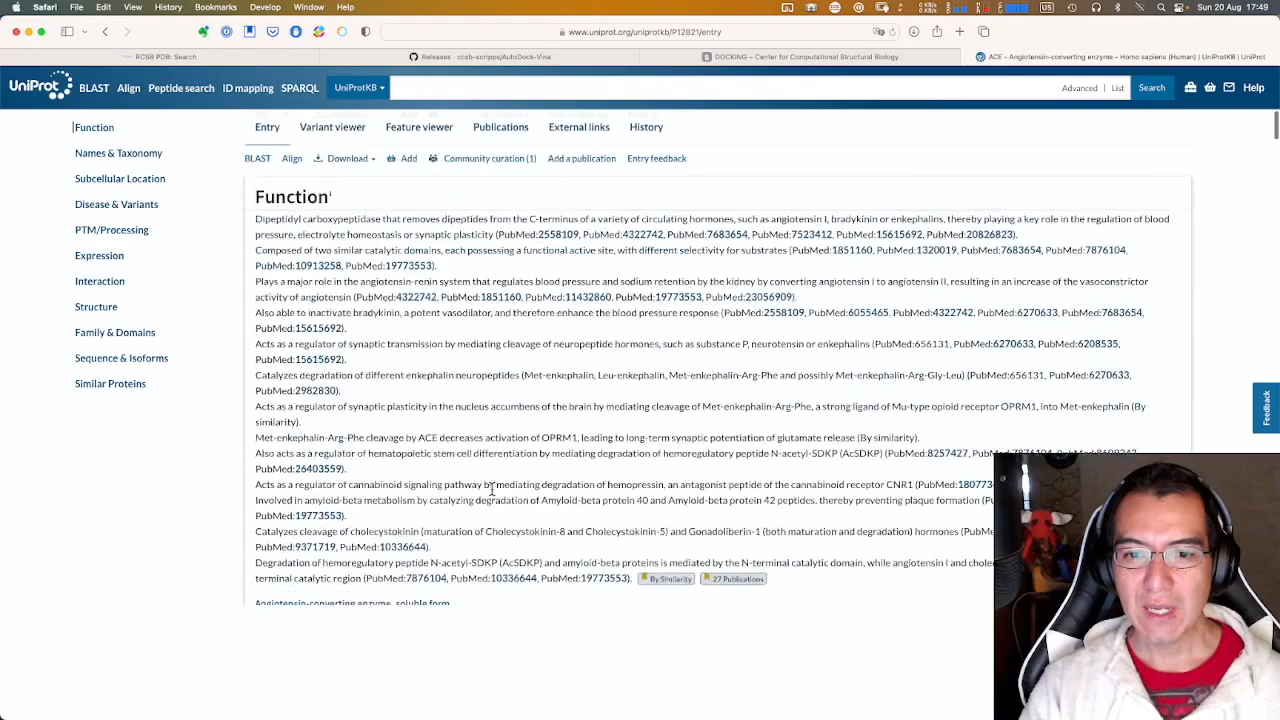 Safari File Edit View History Bookmarks Develop Window Help
Sun 20 Aug 17:49
www.uniprot.org/uniprotkb/P12821/entry
RCSB PDB: Search
Releases · ccsb-scripps/AutoDock-Vina
DOCKING – Center for Computational Structural Biology
ACE - Angiotensin-converting enzyme - Homo sapiens (Human) | UniProtKB | UniProt
UniProt BLAST Align Peptide search ID mapping SPARQL UniProtKB Advanced | List Search Help
Function
Names & Taxonomy
Subcellular Location
Disease & Variants
PTM/Processing
Expression
Interaction
Structure
Family & Domains
Sequence & Isoforms
Similar Proteins
Entry Variant viewer Feature viewer Publications External links History
BLAST Align Download Add Community curation (1) Add a publication Entry feedback
Function
Dipeptidyl carboxypeptidase that removes dipeptides from the C-terminus of a variety of circulating hormones, such as angiotensin I, bradykinin or enkephalins, thereby playing a key role in the regulation of blood
pressure, electrolyte homeostasis or synaptic plasticity (PubMed:2558109, PubMed:4322742, PubMed:7683654, PubMed:7523412, PubMed:15615692, PubMed:20826823).
Composed of two similar catalytic domains, each possessing a functional active site, with different selectivity for substrates (PubMed:1851160, PubMed:1320019, PubMed:7683654, PubMed:7876104,
PubMed:10913258, PubMed:19773553).
Plays a major role in the angiotensin-renin system that regulates blood pressure and sodium retention by the kidney by converting angiotensin I to angiotensin II, resulting in an increase of the vasoconstrictor
activity of angiotensin (PubMed:4322742, PubMed:1851160, PubMed:11432860, PubMed:19773553, PubMed:23056909).
Also able to inactivate bradykinin, a potent vasodilator, and therefore enhance the blood pressure response (PubMed:2558109, PubMed:6055465, PubMed:4322742, PubMed:6270633, PubMed:7683654,
PubMed:15615692).
Acts as a regulator of synaptic transmission by mediating cleavage of neuropeptide hormones, such as substance P, neurotensin or enkephalins (PubMed:656131, PubMed:6270633, PubMed:6208535,
PubMed:15615692).
Catalyzes degradation of different enkephalin neuropeptides (Met-enkephalin, Leu-enkephalin, Met-enkephalin-Arg-Phe and possibly Met-enkephalin-Arg-Gly-Leu) (PubMed:656131, PubMed:6270633,
PubMed:2982830).
Acts as a regulator of synaptic plasticity in the nucleus accumbens of the brain by mediating cleavage of Met-enkephalin-Arg-Phe, a strong ligand of Mu-type opioid receptor OPRM1, into Met-enkephalin (By
similarity).
Met-enkephalin-Arg-Phe cleavage by ACE decreases activation of OPRM1, leading to long-term synaptic potentiation of glutamate release (By similarity).
Also acts as a regulator of hematopoietic stem cell differentiation by mediating degradation of hemoregulatory peptide N-acetyl-SDKP (AcSDKP) (PubMed:8257427, PubMed:7876104, PubMed:8609242,
PubMed:26403559).
Acts as a regulator of cannabinoid signaling pathway by mediating degradation of hemopressin, an antagonist peptide of the cannabinoid receptor CNR1 (PubMed:180773
Involved in amyloid-beta metabolism by catalyzing degradation of Amyloid-beta protein 40 and Amyloid-beta protein 42 peptides, thereby preventing plaque formation (P
PubMed:19773553).
Catalyzes cleavage of cholecystokinin (maturation of Cholecystokinin-8 and Cholecystokinin-5) and Gonadoliberin-1 (both maturation and degradation) hormones (P
PubMed:9371719, PubMed:10336644).
Degradation of hemoregulatory peptide N-acetyl-SDKP (AcSDKP) and amyloid-beta proteins is mediated by the N-terminal catalytic domain, while angiotensin I and chole
terminal catalytic region (PubMed:7876104, PubMed:10336644, PubMed:19773553). By Similarity 27 Publications
Angiotensin-converting enzyme, soluble form
Feedback